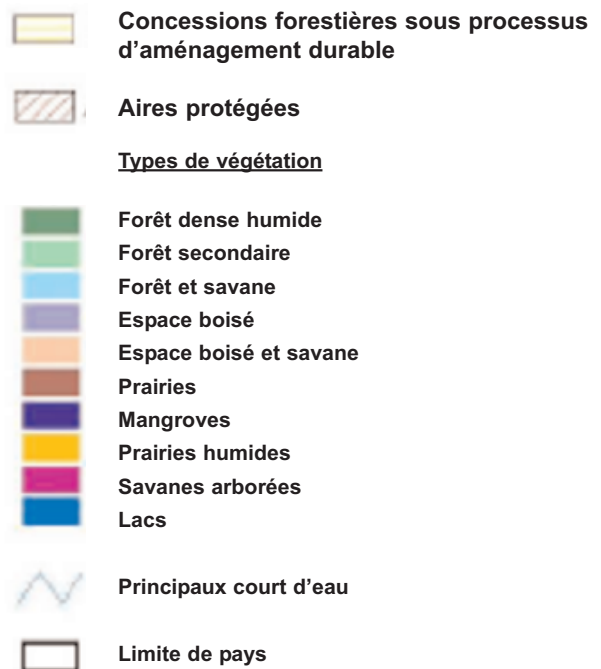 Concessions forestières sous processus
d’aménagement durable
Aires protégées
Types de végétation
Forêt dense humide
Forêt secondaire
Forêt et savane
Espace boisé
Espace boisé et savane
Prairies
Mangroves
Prairies humides
Savanes arborées
Lacs
Principaux court d’eau
Limite de pays